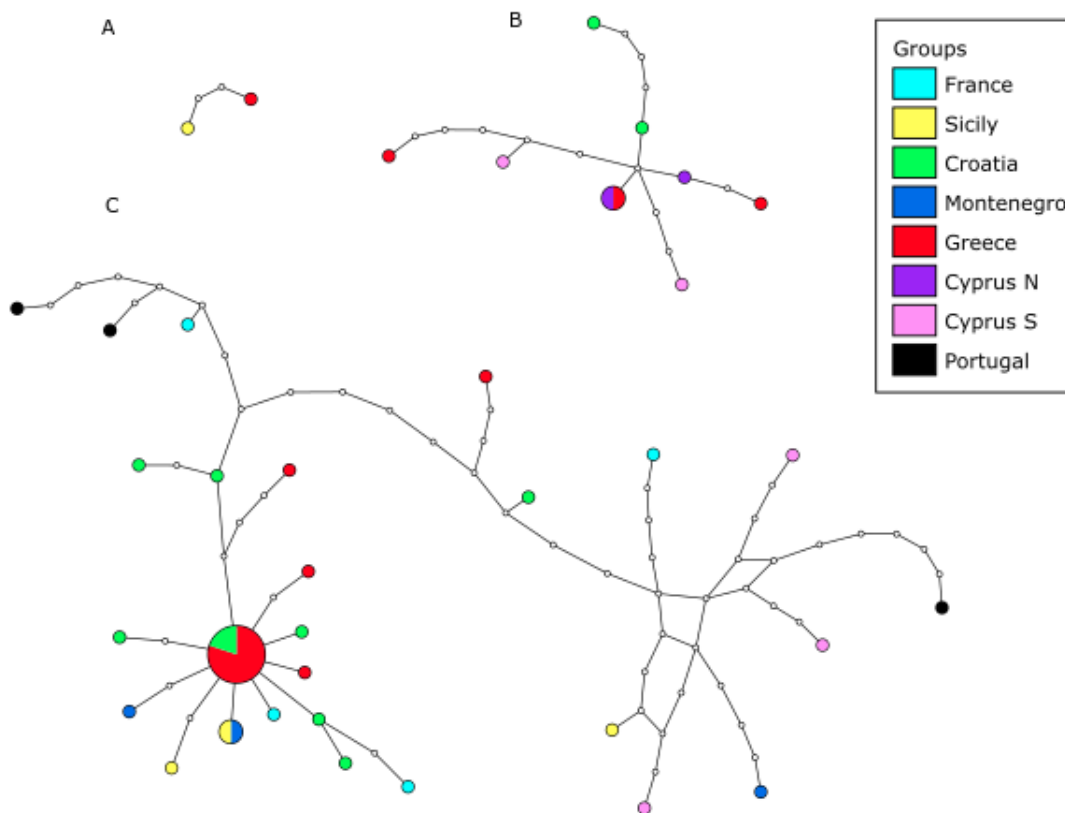 A
B
C
Groups
France
Sicily
Croatia
Montenegro
Greece
Cyprus N
Cyprus S
Portugal